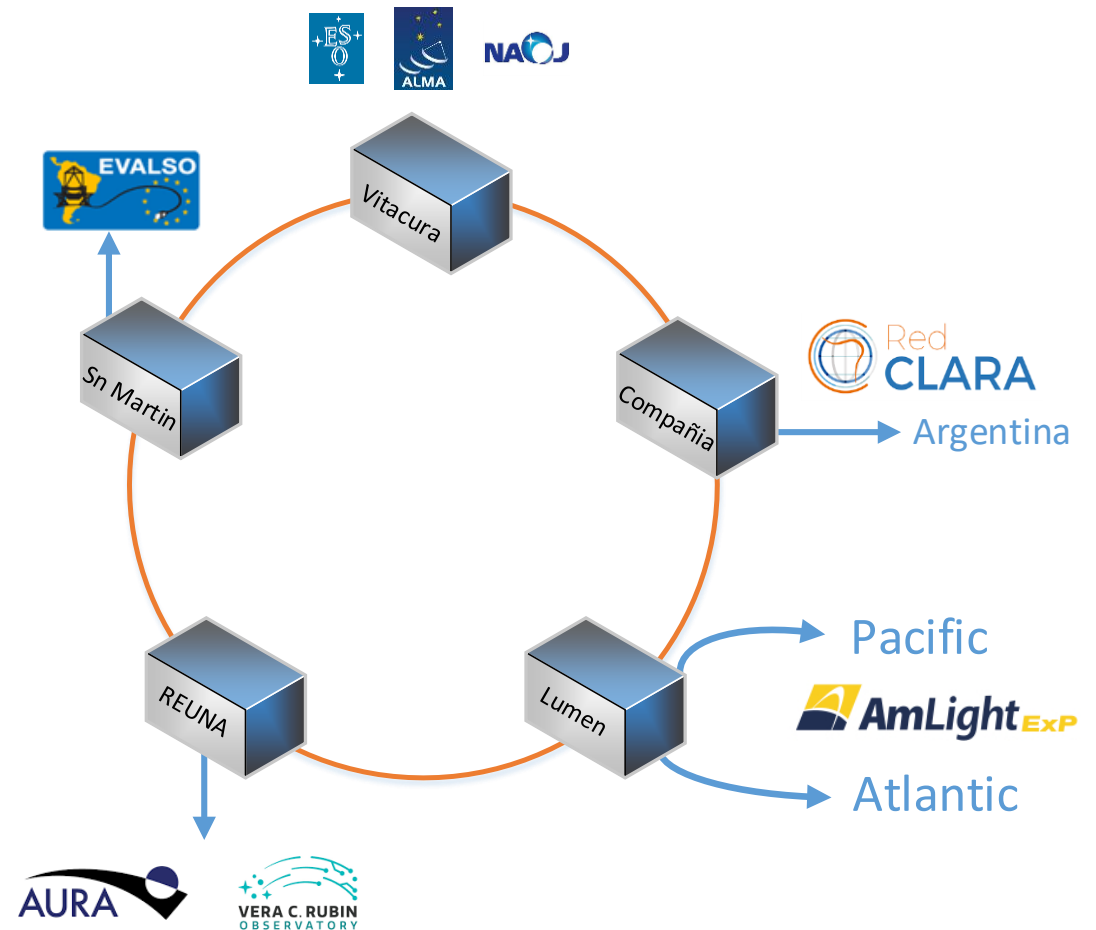 ES
O
ALMA
NAOJ
EVALSO
Vitacura
Sn Martin
Compañia
Red
CLARA
Argentina
REUNA
Lumen
Pacific
AmLight ExP
Atlantic
AURA
VERA C. RUBIN
OBSERVATORY